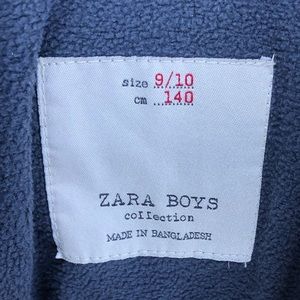 size 9/10
cm 140
ZARA BOYS
collection
MADE IN BANGLADESH